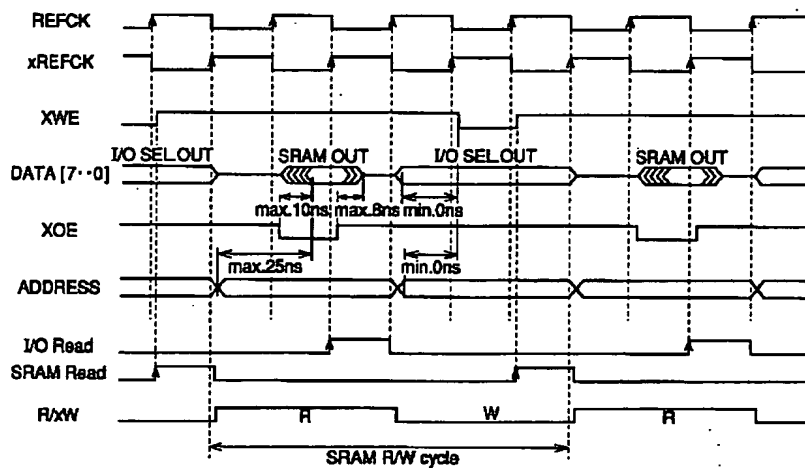 REFCK
xREFCK
XWE
I/O SEL.OUT SRAM OUT I/O SEL.OUT SRAM OUT
DATA [7··0]
max.10ns max.8ns min.0ns
XOE
max.25ns min.0ns
ADDRESS
I/O Read
SRAM Read
R/xW R W R
SRAM R/W cycle